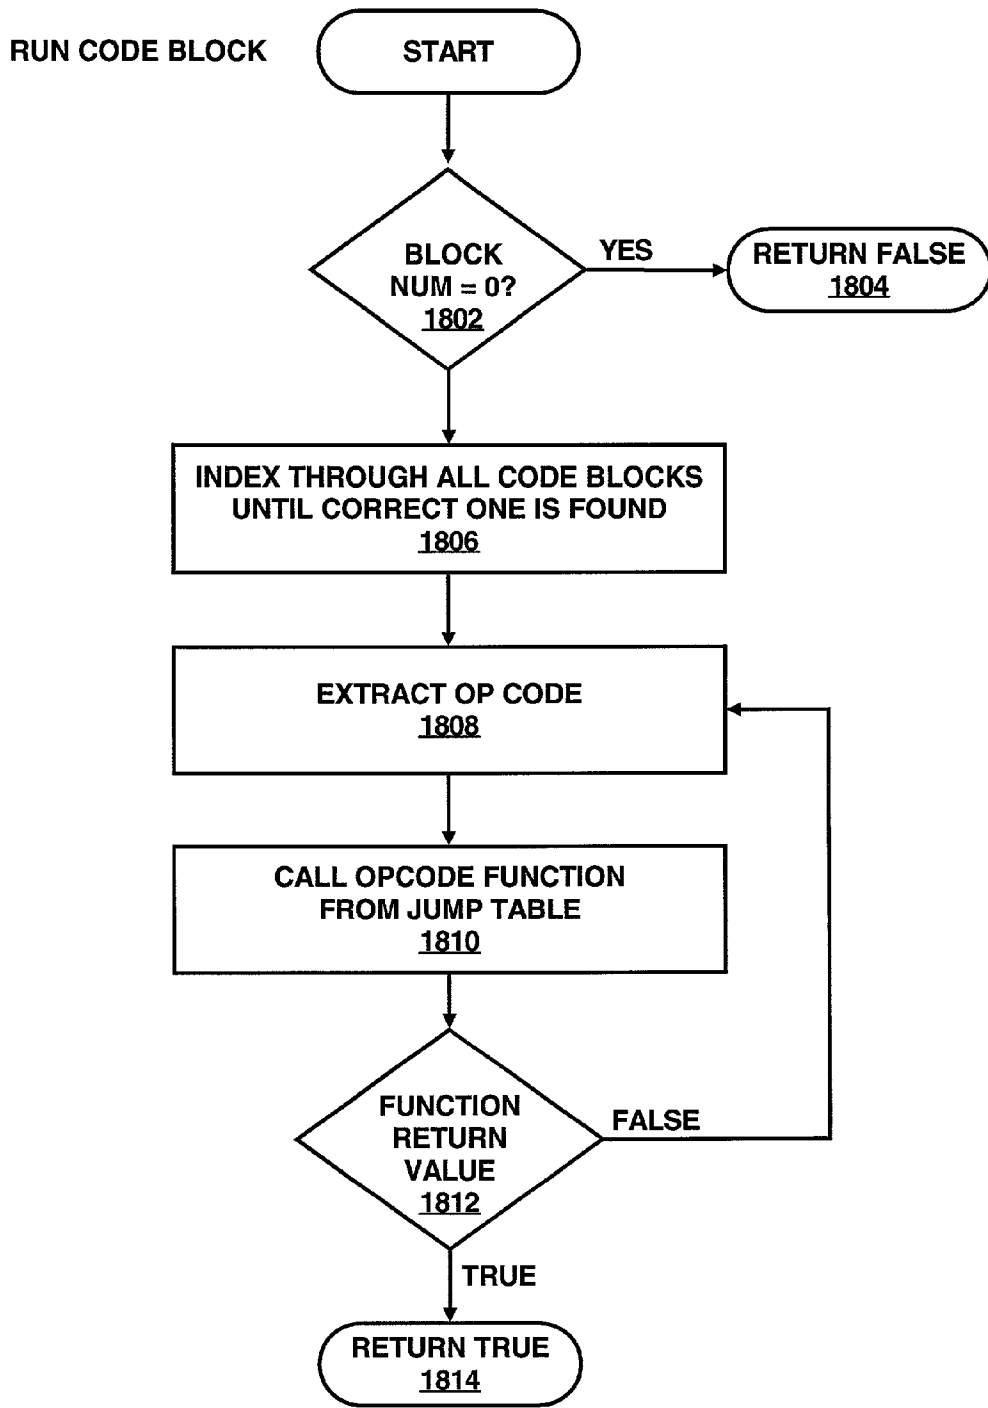 RUN CODE BLOCK
START
BLOCK
NUM = 0?
1802
YES
RETURN FALSE
1804
INDEX THROUGH ALL CODE BLOCKS
UNTIL CORRECT ONE IS FOUND
1806
EXTRACT OP CODE
1808
CALL OPCODE FUNCTION
FROM JUMP TABLE
1810
FUNCTION
RETURN
VALUE
1812
FALSE
TRUE
RETURN TRUE
1814